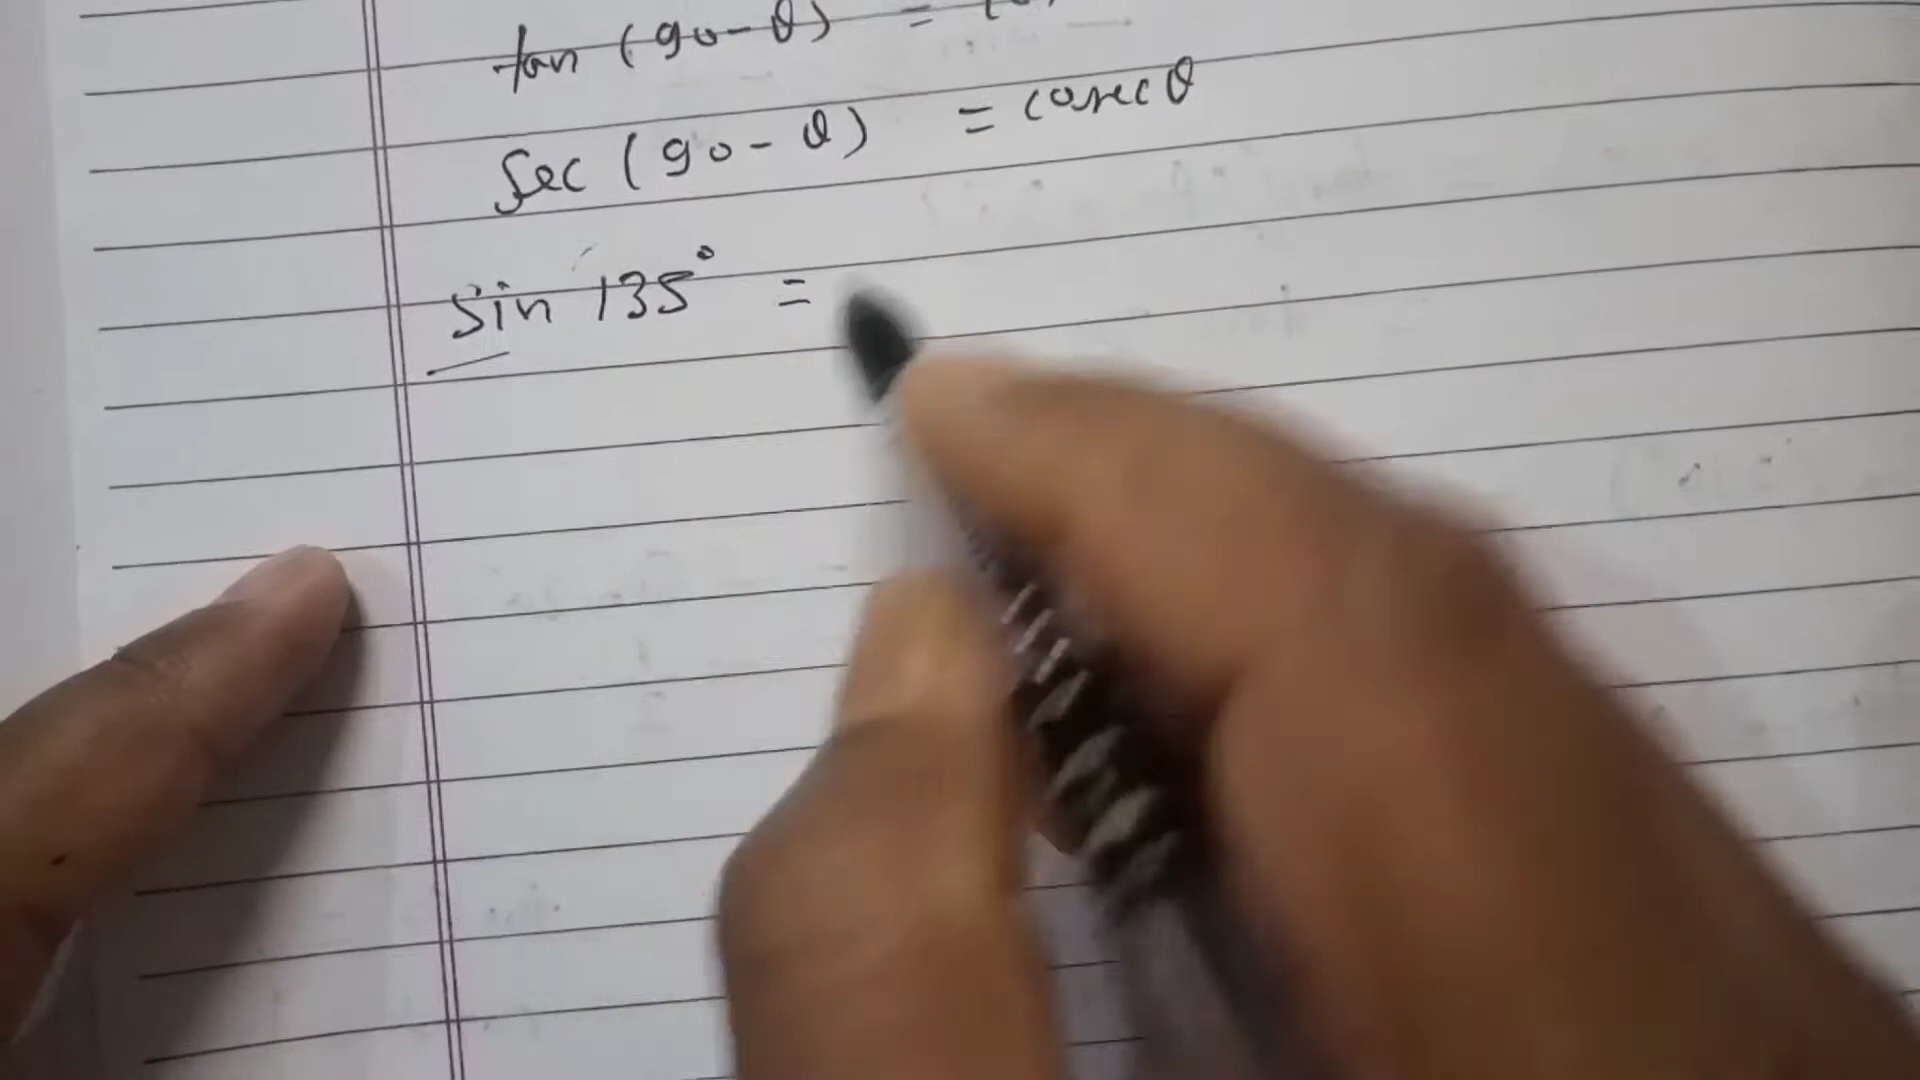 tan (90-θ) =
Sec (90-θ) = cosec θ
sin 135° =